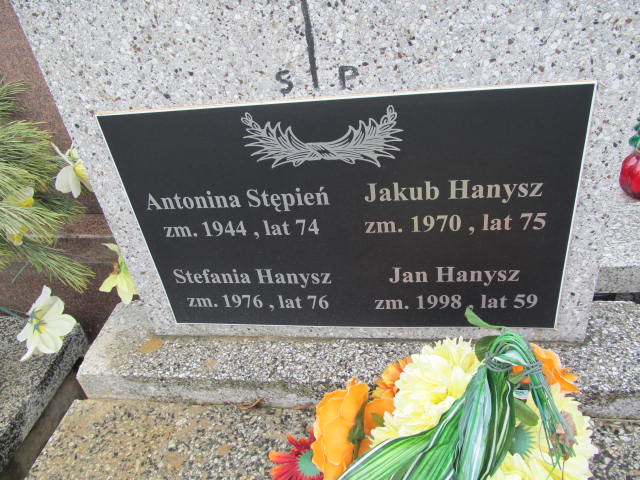 Ś P
Antonina Stępień
zm. 1944 , lat 74
Jakub Hanysz
zm. 1970 , lat 75
Stefania Hanysz
zm. 1976 , lat 76
Jan Hanysz
zm. 1998 , lat 59